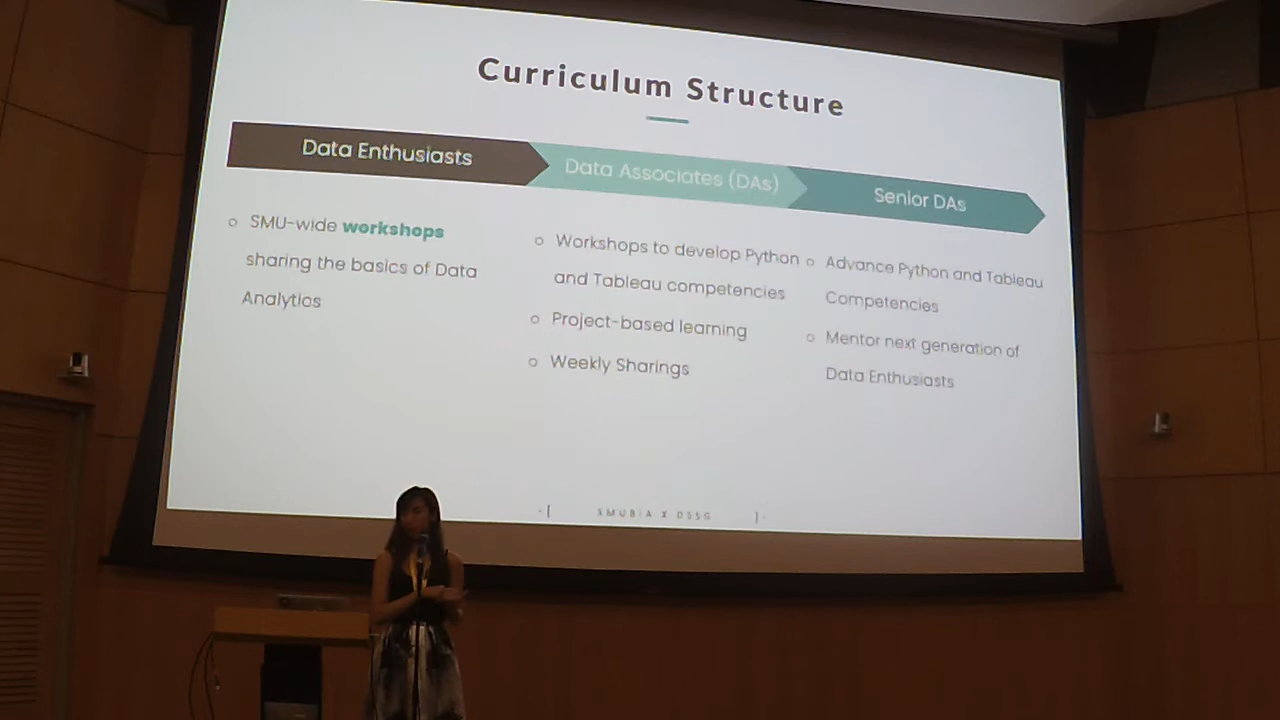 Curriculum Structure
Data Enthusiasts
SMU-wide workshops
sharing the basics of Data
Analytics
Data Associates (DAs)
Workshops to develop Python
and Tableau competencies
Project-based learning
Weekly Sharings
Senior DAs
Advance Python and Tableau
Competencies
Mentor next generation of
Data Enthusiasts
-[ SMUBIA X DSSG ]-